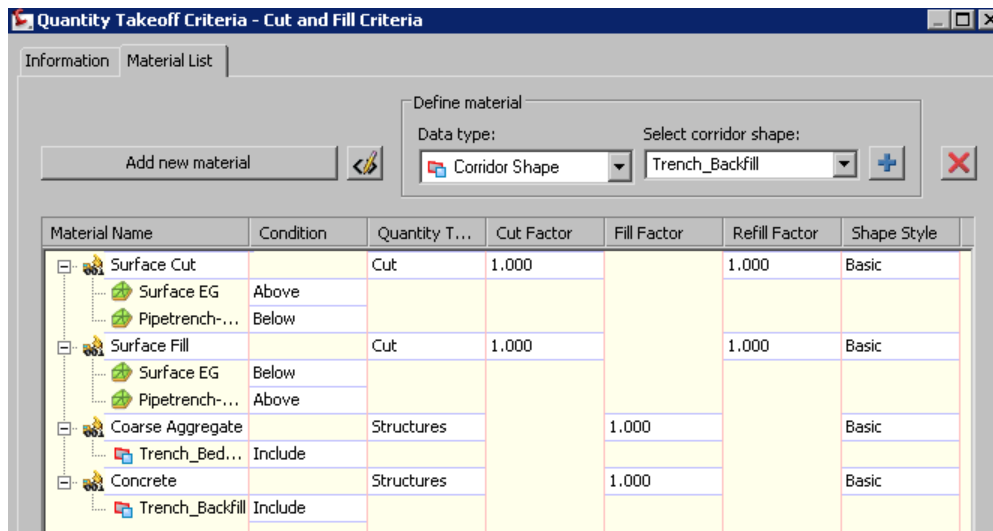 Quantity Takeoff Criteria - Cut and Fill Criteria
Information Material List
Define material
Data type: Select corridor shape:
Add new material Corridor Shape Trench_Backfill
Material Name Condition Quantity T... Cut Factor Fill Factor Refill Factor Shape Style
Surface Cut Cut 1.000 1.000 Basic
Surface EG Above
Pipetrench-... Below
Surface Fill Cut 1.000 1.000 Basic
Surface EG Below
Pipetrench-... Above
Coarse Aggregate Structures 1.000 Basic
Trench_Bed... Include
Concrete Structures 1.000 Basic
Trench_Backfill Include